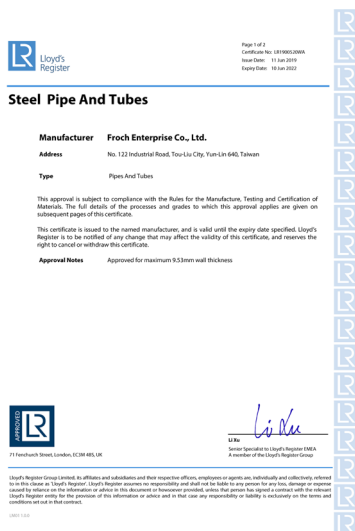 Page 1 of 2
Certificate No: LR1900520WA
Issue Date: 11 Jun 2019
Expiry Date: 10 Jun 2022
Lloyd's
Register
Steel Pipe And Tubes
Manufacturer Froch Enterprise Co., Ltd.
Address No. 122 Industrial Road, Tou-Liu City, Yun-Lin 640, Taiwan
Type Pipes And Tubes
This approval is subject to compliance with the Rules for the Manufacture, Testing and Certification of
Materials. The full details of the processes and grades to which this approval applies are given on
subsequent pages of this certificate.
This certificate is issued to the named manufacturer, and is valid until the expiry date specified. Lloyd's
Register is to be notified of any change that may affect the validity of this certificate, and reserves the
right to cancel or withdraw this certificate.
Approval Notes Approved for maximum 9.53mm wall thickness
APPROVED
LR
Li Xu
Li Xu
Senior Specialist to Lloyd's Register EMEA
A member of the Lloyd's Register Group
71 Fenchurch Street, London, EC3M 4BS, UK
Lloyd's Register Group Limited, its affiliates and subsidiaries and their respective officers, employees or agents are, individually and collectively, referred
to in this clause as 'Lloyd's Register'. Lloyd's Register assumes no responsibility and shall not be liable to any person for any loss, damage or expense
caused by reliance on the information or advice in this document or howsoever provided, unless that person has signed a contract with the relevant
Lloyd's Register entity for the provision of this information or advice and in that case any responsibility or liability is exclusively on the terms and
conditions set out in that contract.